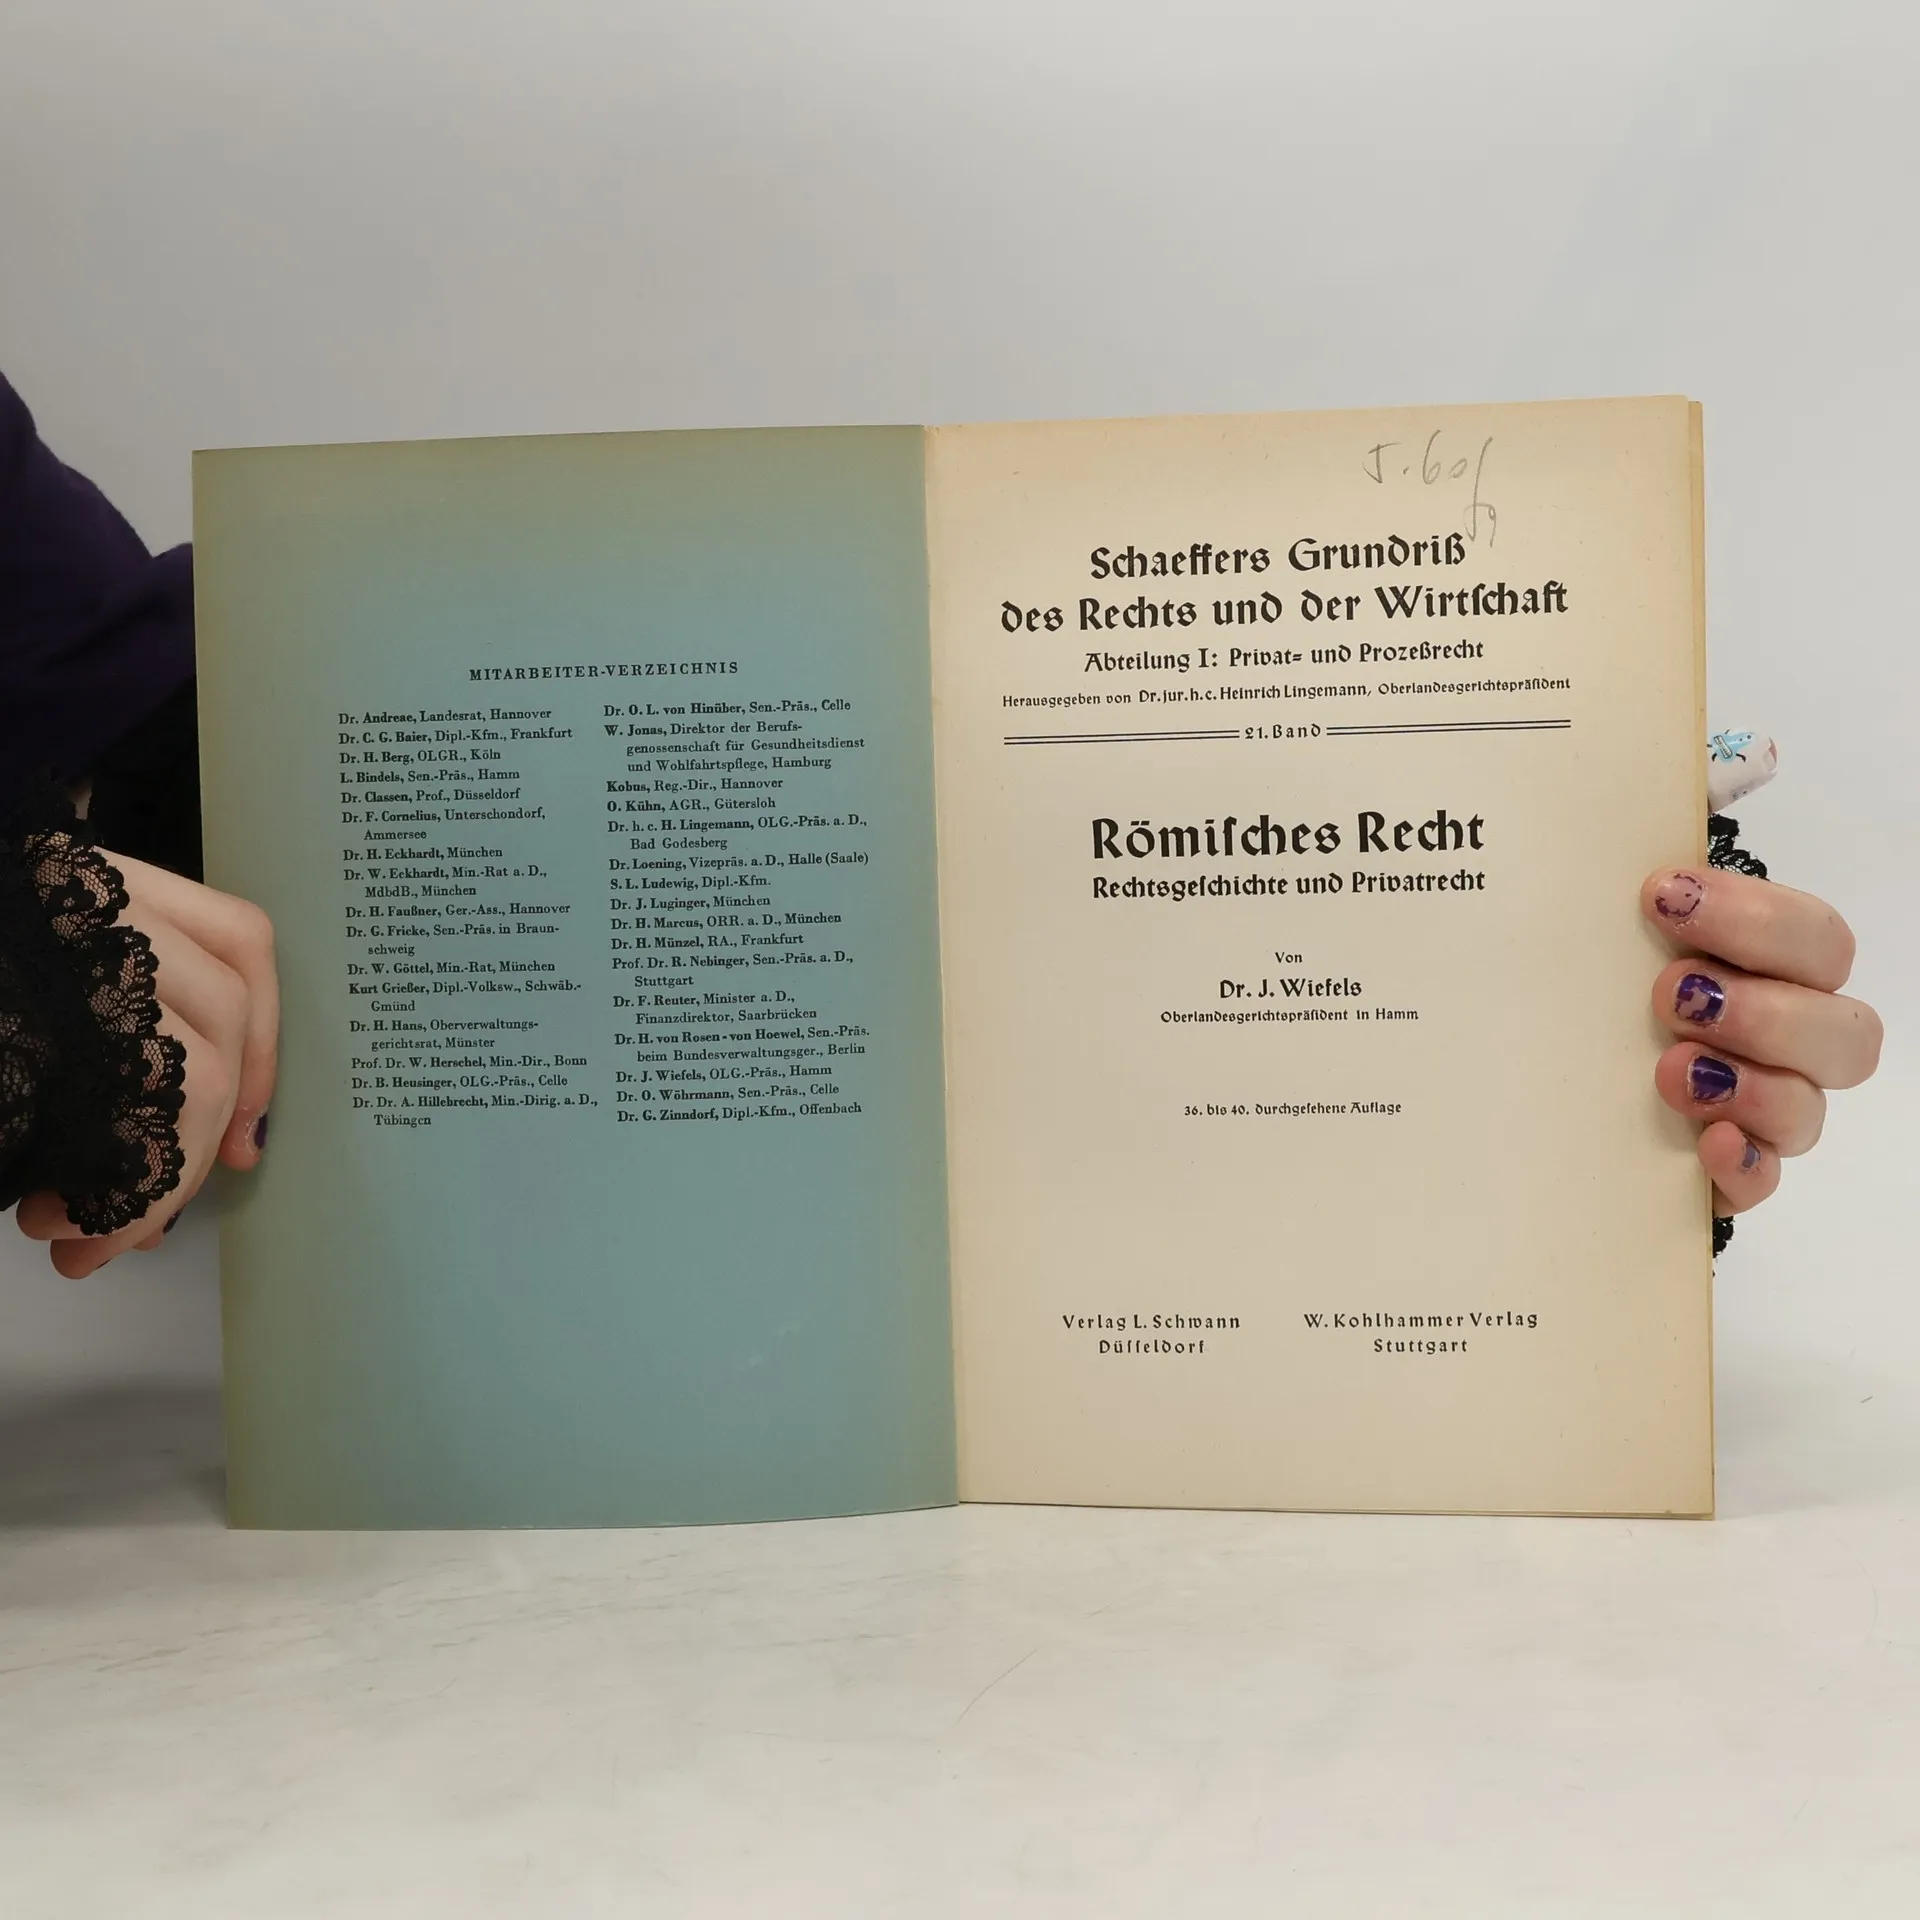 MITARBEITER-VERZEICHNIS
Dr. Andreae, Landesrat, Hannover
Dr. C. G. Baier, Dipl.-Kfm., Frankfurt
Dr. H. Berg, OLGR., Köln
L. Bindels, Sen.-Präs., Hamm
Dr. Classen, Prof., Düsseldorf
Dr. F. Cornelius, Unterschondorf,
Ammersee
Dr. H. Eckhardt, München
Dr. W. Eckhardt, Min.-Rat a. D.,
MdbdB., München
Dr. H. Faußner, Ger.-Ass., Hannover
Dr. G. Fricke, Sen.-Präs. in Braun-
schweig
Dr. W. Göttel, Min.-Rat, München
Kurt Grießer, Dipl.-Volksw., Schwäb.-
Gmünd
Dr. H. Hans, Oberverwaltungs-
gerichtsrat, Münster
Prof. Dr. W. Herschel, Min.-Dir., Bonn
Dr. B. Heusinger, OLG.-Präs., Celle
Dr. Dr. A. Hillebrecht, Min.-Dirig. a. D.,
Tübingen
Dr. O. L. von Hinüber, Sen.-Präs., Celle
W. Jonas, Direktor der Berufs-
genossenschaft für Gesundheitsdienst
und Wohlfahrtspflege, Hamburg
Kobus, Reg.-Dir., Hannover
O. Kühn, AGR., Gütersloh
Dr. h. c. H. Lingemann, OLG.-Präs. a. D.,
Bad Godesberg
Dr. Loening, Vizepräs. a. D., Halle (Saale)
S. L. Ludewig, Dipl.-Kfm.
Dr. J. Luginger, München
Dr. H. Marcus, ORR. a. D., München
Dr. H. Münzel, RA., Frankfurt
Prof. Dr. R. Nebinger, Sen.-Präs. a. D.,
Stuttgart
Dr. F. Reuter, Minister a. D.,
Finanzdirektor, Saarbrücken
Dr. H. von Rosen-von Hoewel, Sen.-Präs.
beim Bundesverwaltungsger., Berlin
Dr. J. Wiefels, OLG.-Präs., Hamm
Dr. O. Wöhrmann, Sen.-Präs., Celle
Dr. G. Zinndorf, Dipl.-Kfm., Offenbach
Schaeffers Grundriß
des Rechts und der Wirtſchaft
Abteilung I: Privat= und Prozeßrecht
Herausgegeben von Dr. jur. h. c. Heinrich Lingemann, Oberlandesgerichtspräſident
21. Band
Römiſches Recht
Rechtsgeſchichte und Privatrecht
Von
Dr. J. Wiefels
Oberlandesgerichtspräſident in Hamm
36. bis 40. durchgeſehene Auflage
Verlag L. Schwann
Düſſeldorf
W. Kohlhammer Verlag
Stuttgart